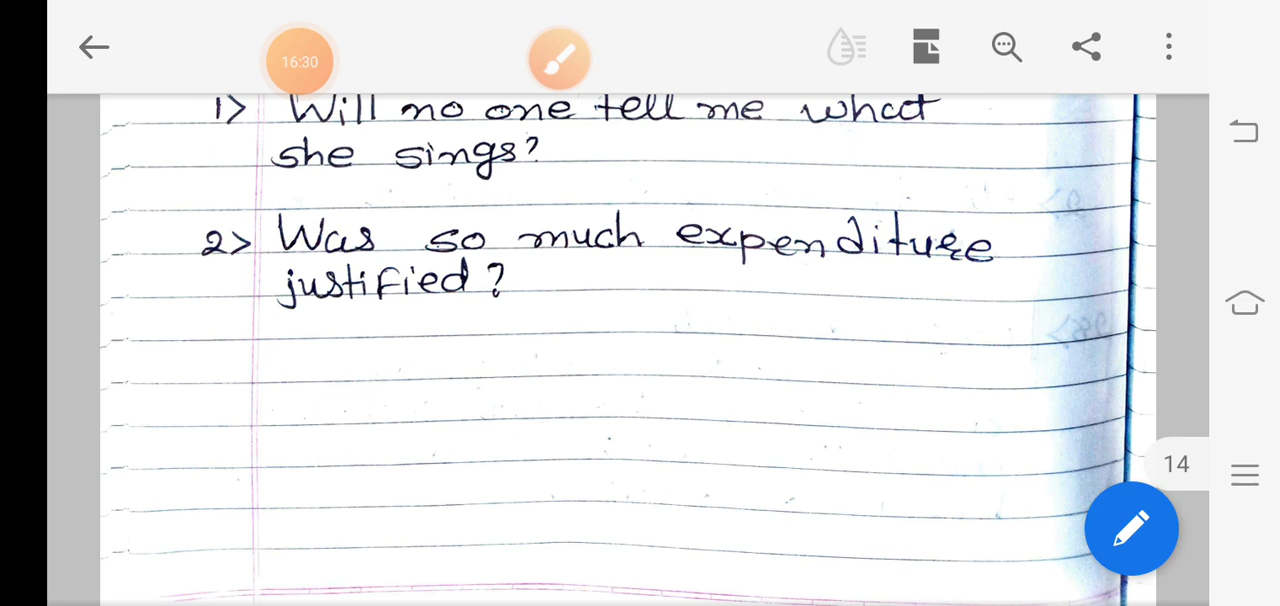 16:30
1> Will no one tell me what
she sings?
2> Was so much expenditure
justified?
14